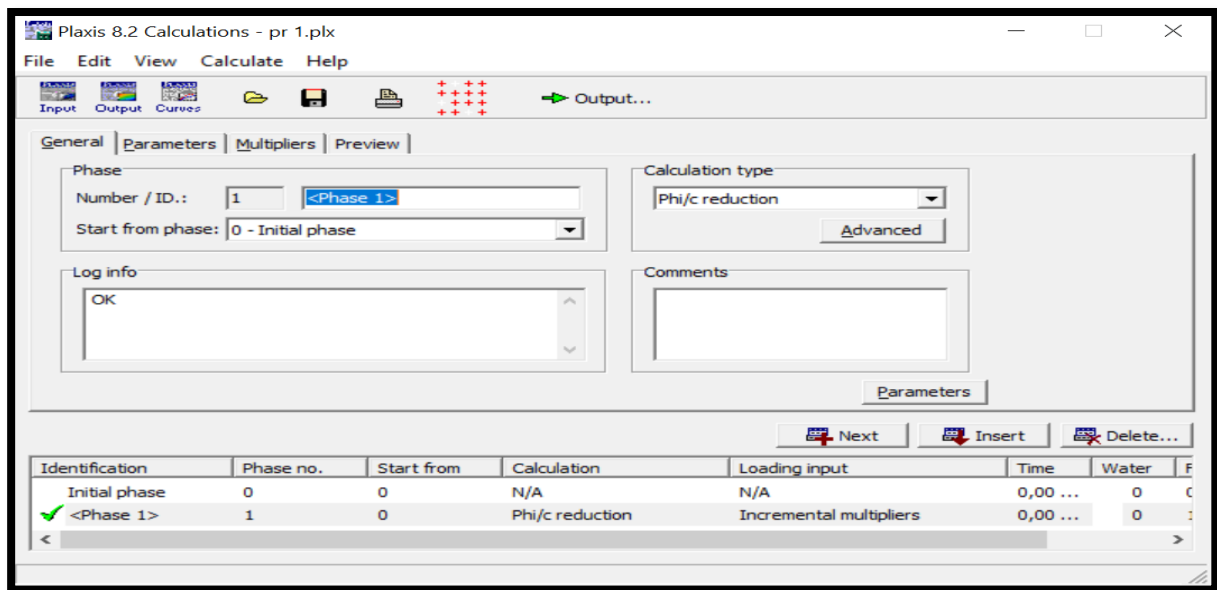 Plaxis 8.2 Calculations - pr 1.plx
File Edit View Calculate Help
Input Output Curves Output...
General Parameters Multipliers Preview
Phase
Number / ID.: 1 <Phase 1>
Start from phase: 0 - Initial phase
Calculation type
Phi/c reduction
Advanced
Log info
OK
Comments
Parameters
Next Insert Delete...
Identification Phase no. Start from Calculation Loading input Time Water F
Initial phase 0 0 N/A N/A 0,00 ... 0
<Phase 1> 1 0 Phi/c reduction Incremental multipliers 0,00 ... 0